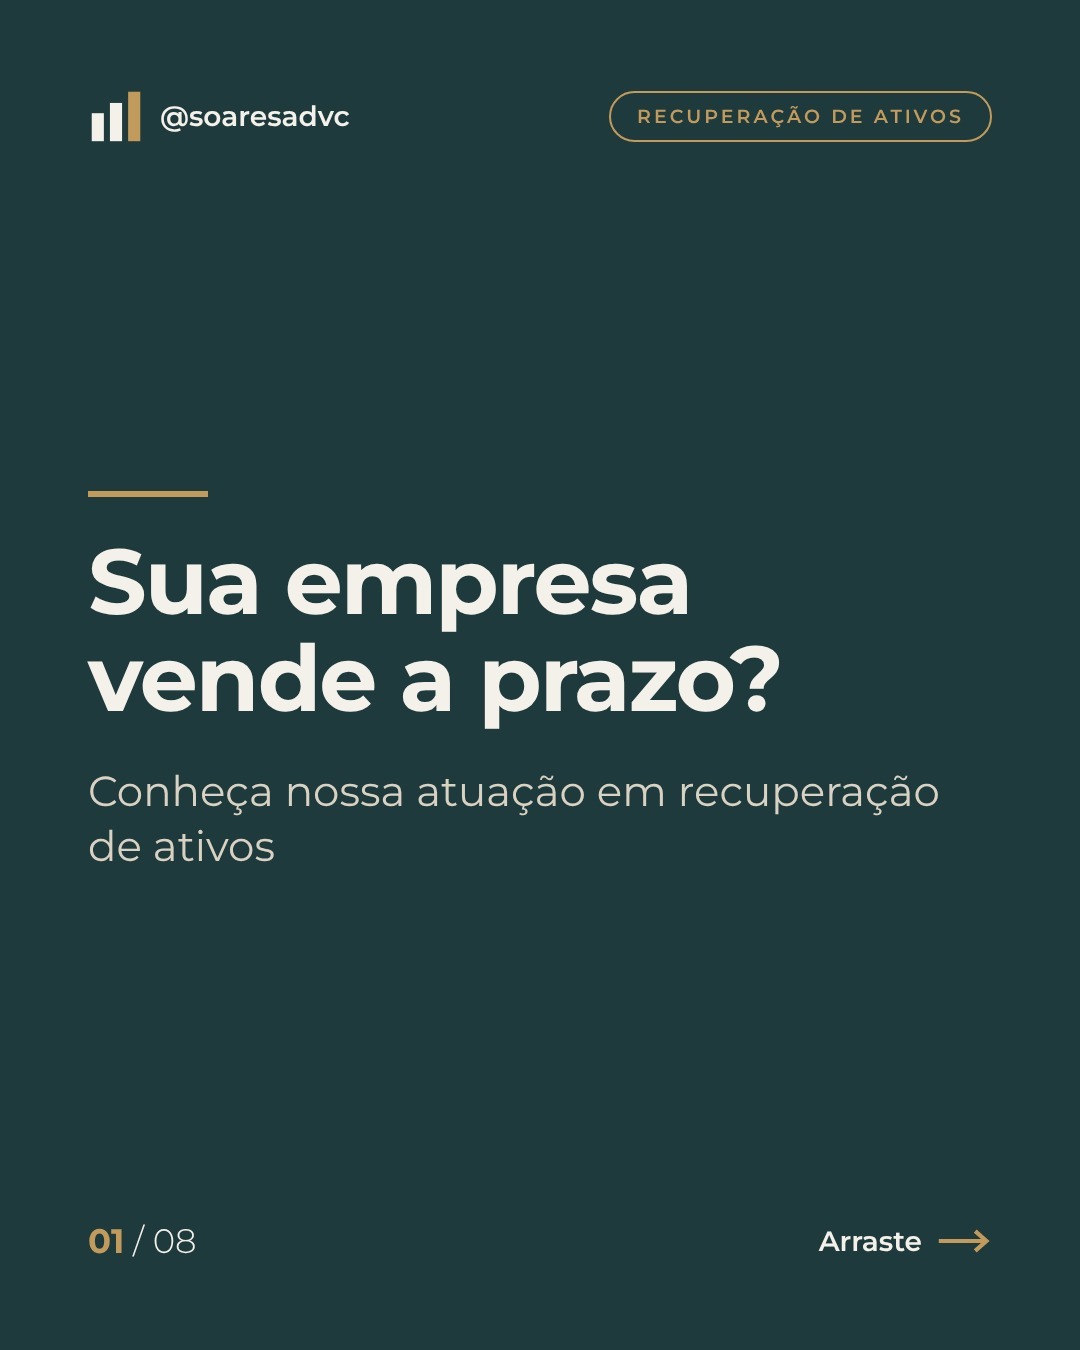 @soaresadvc
RECUPERAÇÃO DE ATIVOS
Sua empresa
vende a prazo?
Conheça nossa atuação em recuperação
de ativos
01 / 08
Arraste